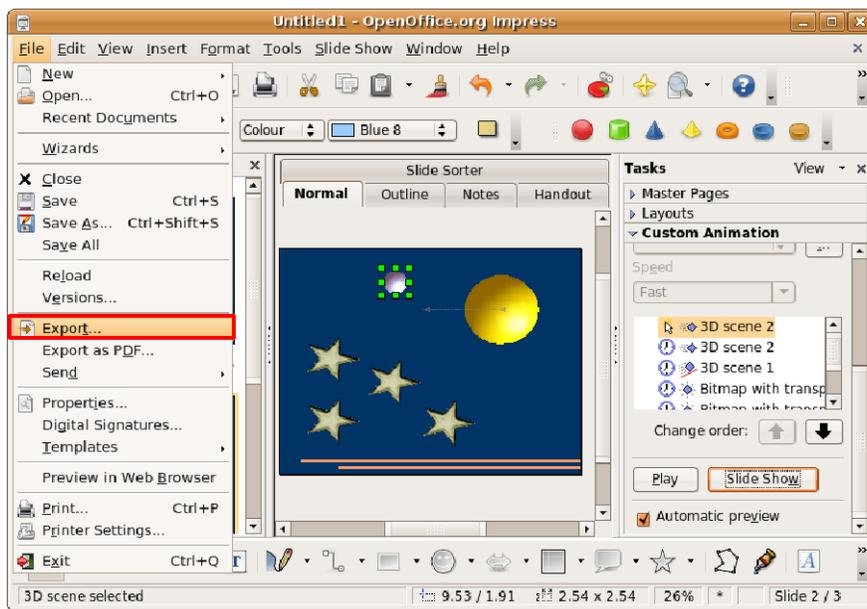 Untitled1 - OpenOffice.org Impress
File Edit View Insert Format Tools Slide Show Window Help
New
Open... Ctrl+O
Recent Documents
Wizards
Close
Save Ctrl+S
Save As... Ctrl+Shift+S
Save All
Reload
Versions...
Export...
Export as PDF...
Send
Properties...
Digital Signatures...
Templates
Preview in Web Browser
Print... Ctrl+P
Printer Settings...
Exit Ctrl+Q
Colour Blue 8
Slide Sorter
Normal Outline Notes Handout
Tasks View
Master Pages
Layouts
Custom Animation
Speed
Fast
3D scene 2
3D scene 2
3D scene 1
Bitmap with transp
Bitmap with transp
Change order:
Play Slide Show
Automatic preview
T
A
3D scene selected 9.53 / 1.91 2.54 x 2.54 26% * Slide 2 / 3